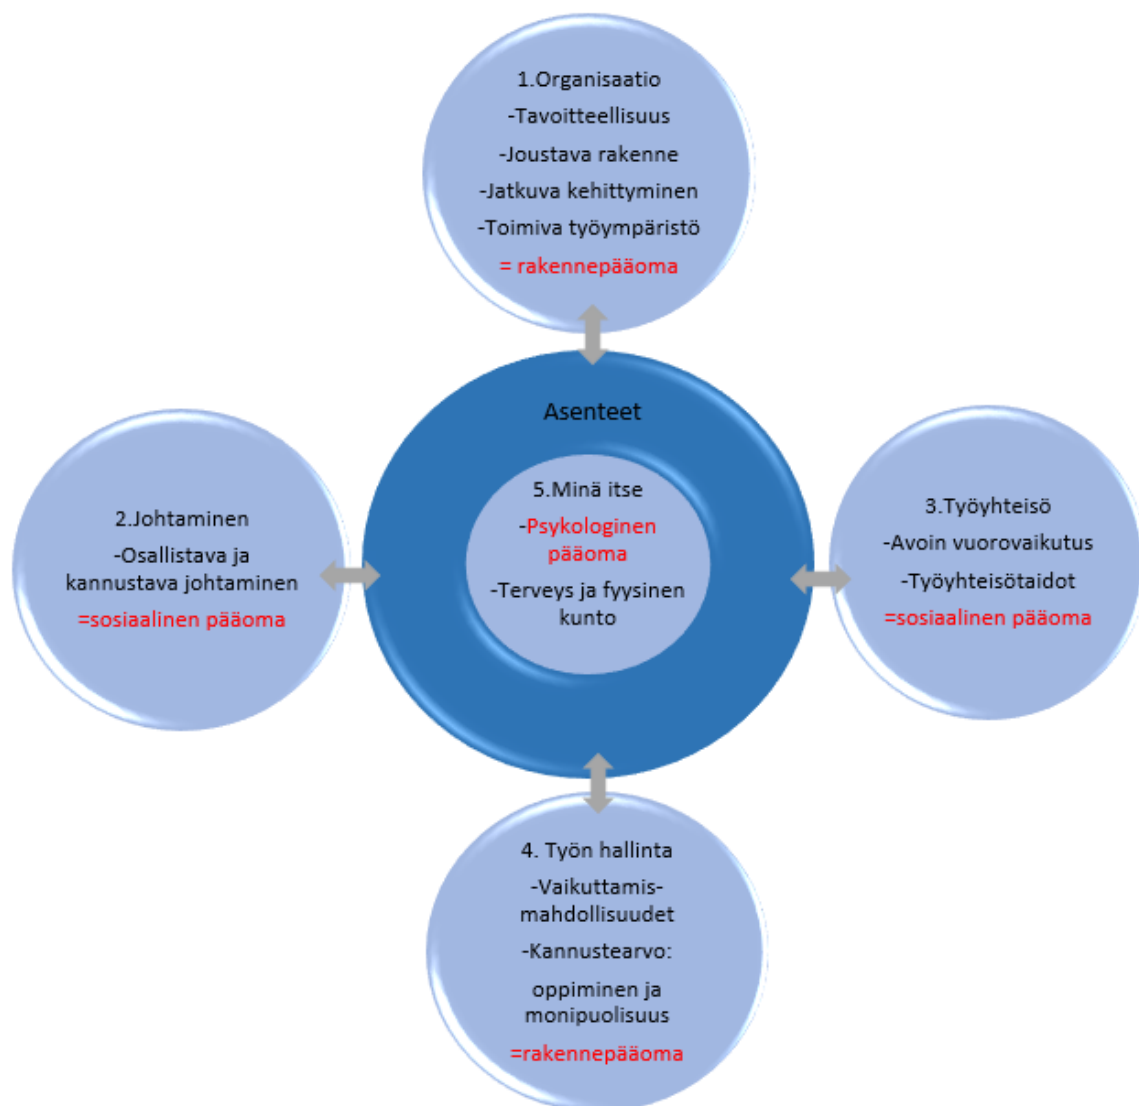 1.Organisaatio
-Tavoitteellisuus
-Joustava rakenne
-Jatkuva kehittyminen
-Toimiva työympäristö
= rakennepääoma
Asenteet
5.Minä itse
-Psykologinen
pääoma
-Terveys ja fyysinen
kunto
2.Johtaminen
-Osallistava ja
kannustava johtaminen
=sosiaalinen pääoma
3.Työyhteisö
-Avoin vuorovaikutus
-Työyhteisötaidot
=sosiaalinen pääoma
4. Työn hallinta
-Vaikuttamis-
mahdollisuudet
-Kannustearvo:
oppiminen ja
monipuolisuus
=rakennepääoma